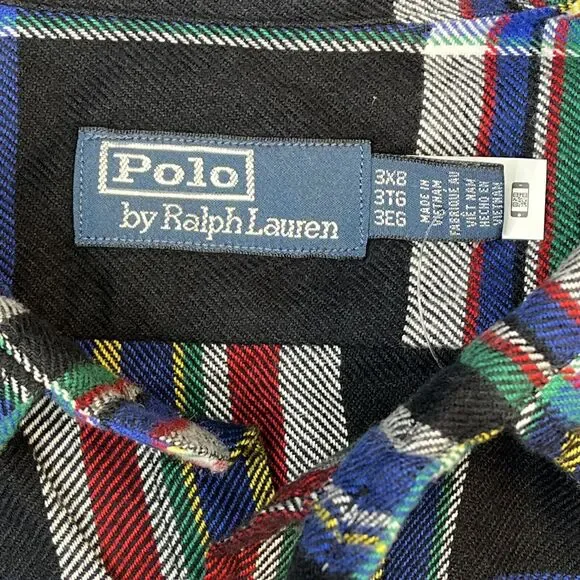 Polo
by Ralph Lauren
3XB
3TG
3EG
MADE IN
VIETNAM
FABRIQUE AU
VIET NAM
HECHO EN
VIETNAM